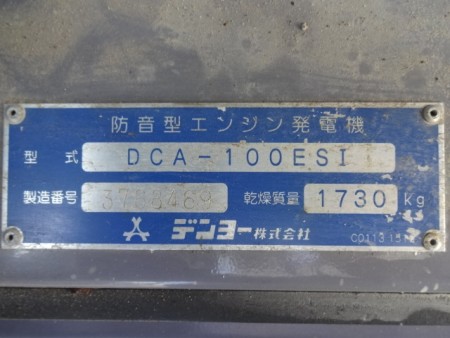 防音型エンジン発電機
型式 DCA-100ESI
製造番号 3708469 乾燥質量 1730 kg
デンヨー株式会社